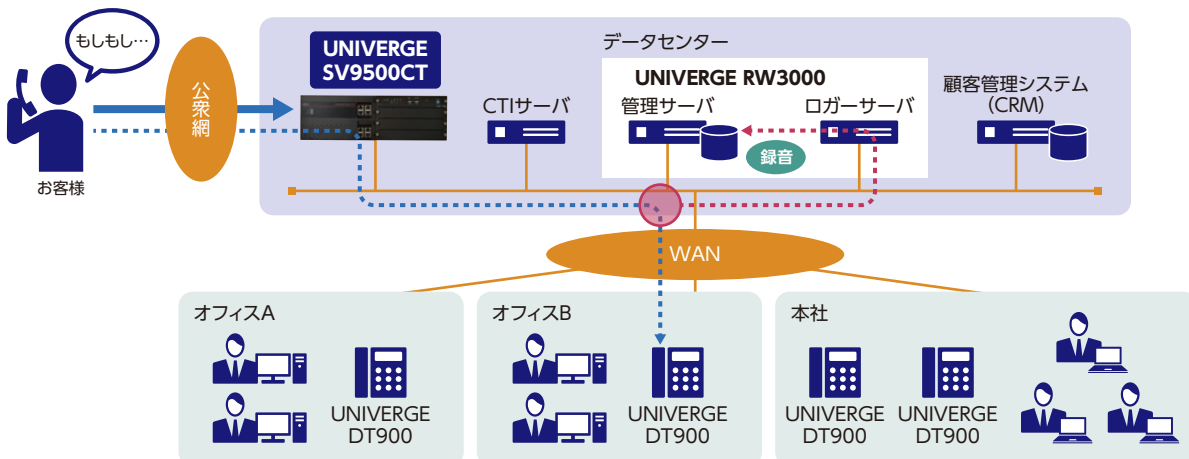 もしもし…
お客様
公衆網
データセンター
UNIVERGE
SV9500CT
CTIサーバ
UNIVERGE RW3000
管理サーバ
ロガーサーバ
録音
顧客管理システム
(CRM)
WAN
オフィスA
UNIVERGE
DT900
オフィスB
UNIVERGE
DT900
本社
UNIVERGE
DT900
UNIVERGE
DT900